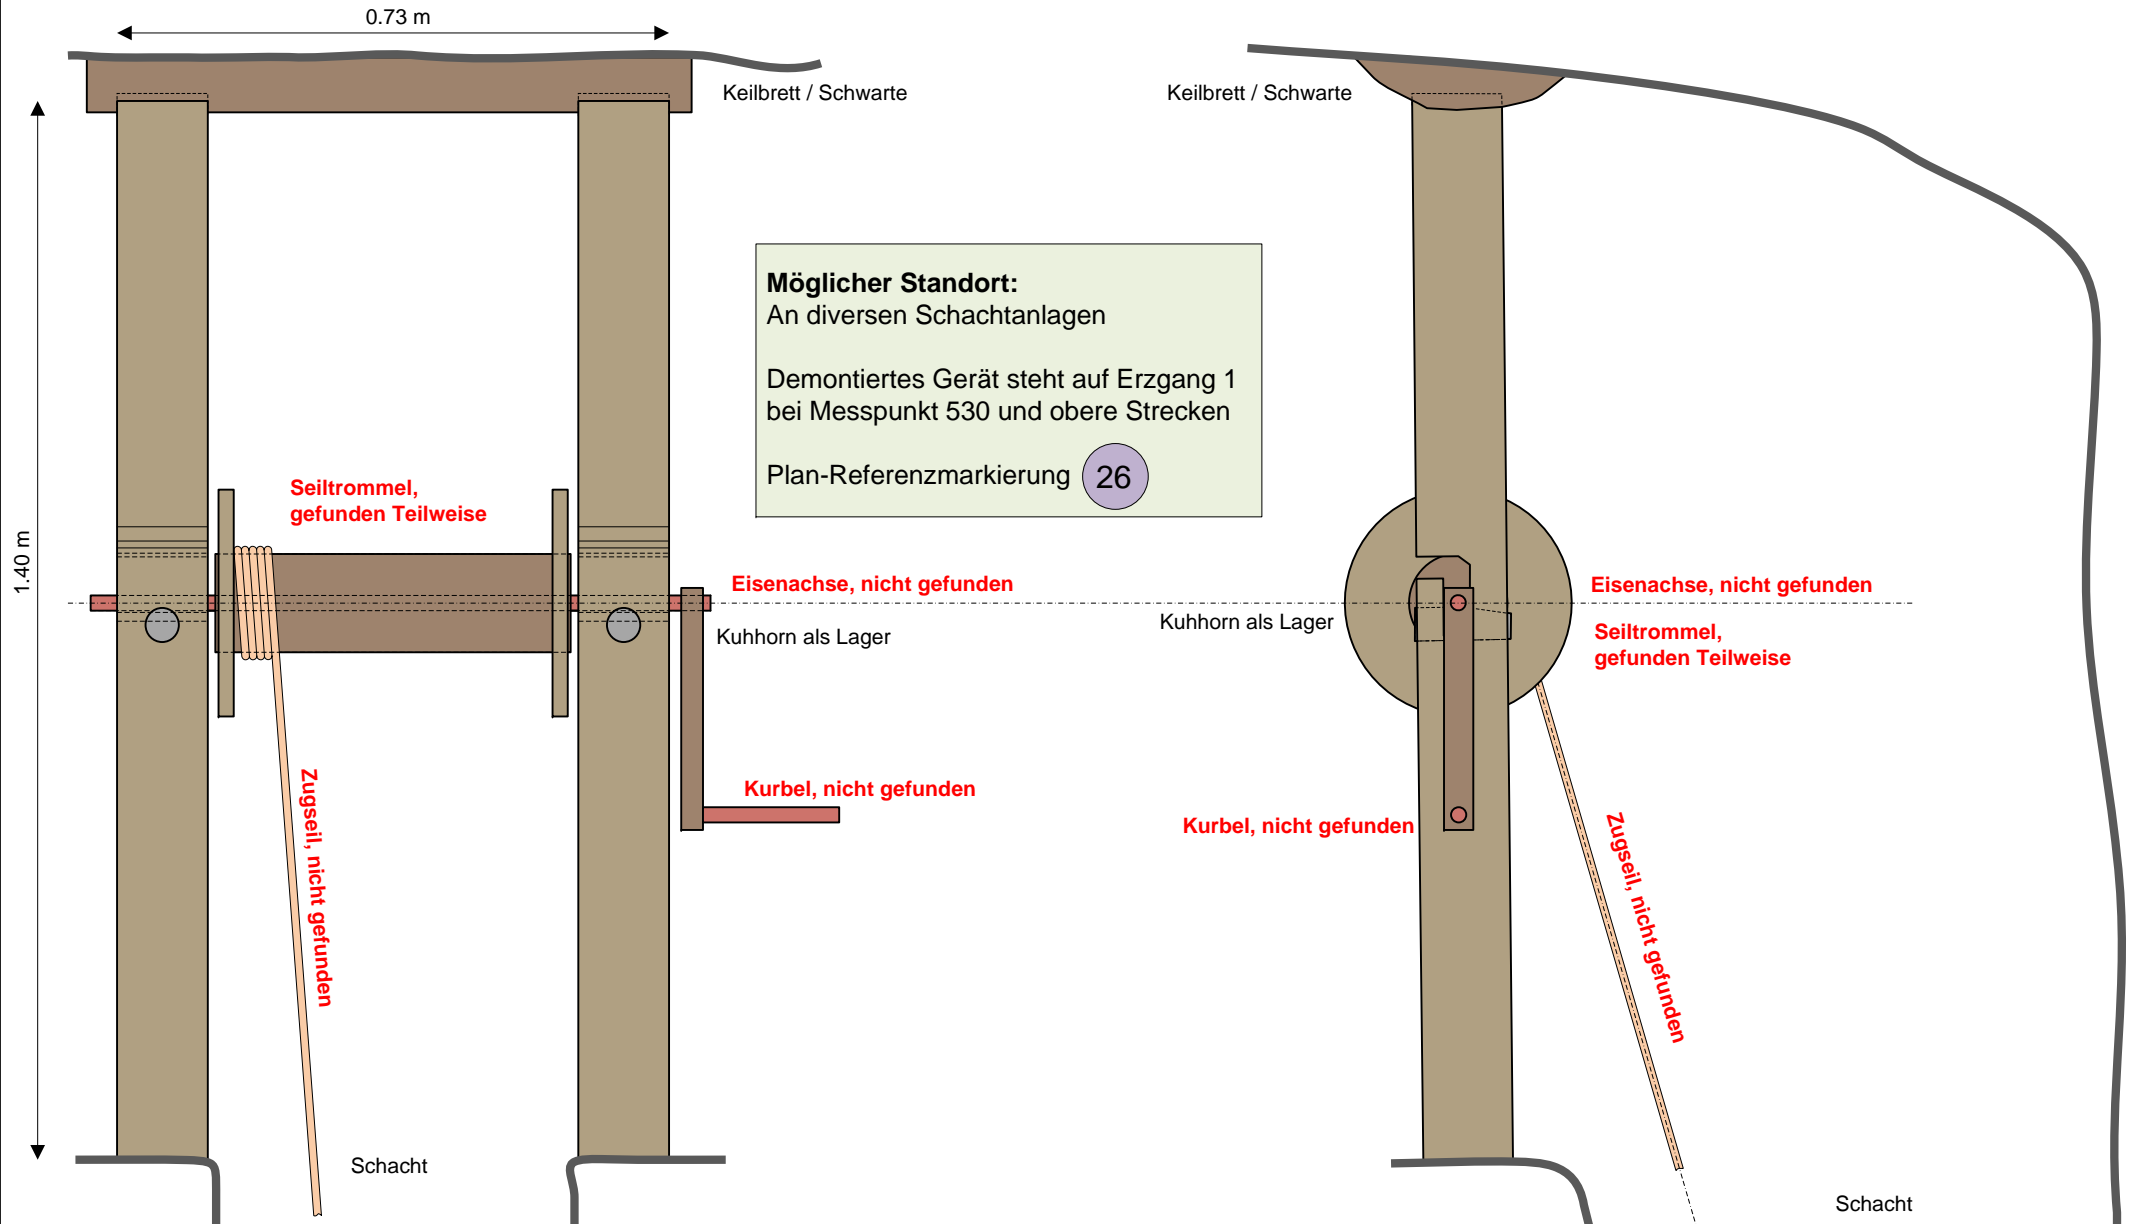 0.73 m
Keilbrett / Schwarte
Keilbrett / Schwarte
1.40 m
Möglicher Standort:
An diversen Schachtanlagen
Demontiertes Gerät steht auf Erzgang 1
bei Messpunkt 530 und obere Strecken
Plan-Referenzmarkierung 26
Seiltrommel,
gefunden Teilweise
Eisenachse, nicht gefunden
Kuhhorn als Lager
Kuhhorn als Lager
Eisenachse, nicht gefunden
Seiltrommel,
gefunden Teilweise
Zugseil, nicht gefunden
Kurbel, nicht gefunden
Kurbel, nicht gefunden
Zugseil, nicht gefunden
Schacht
Schacht